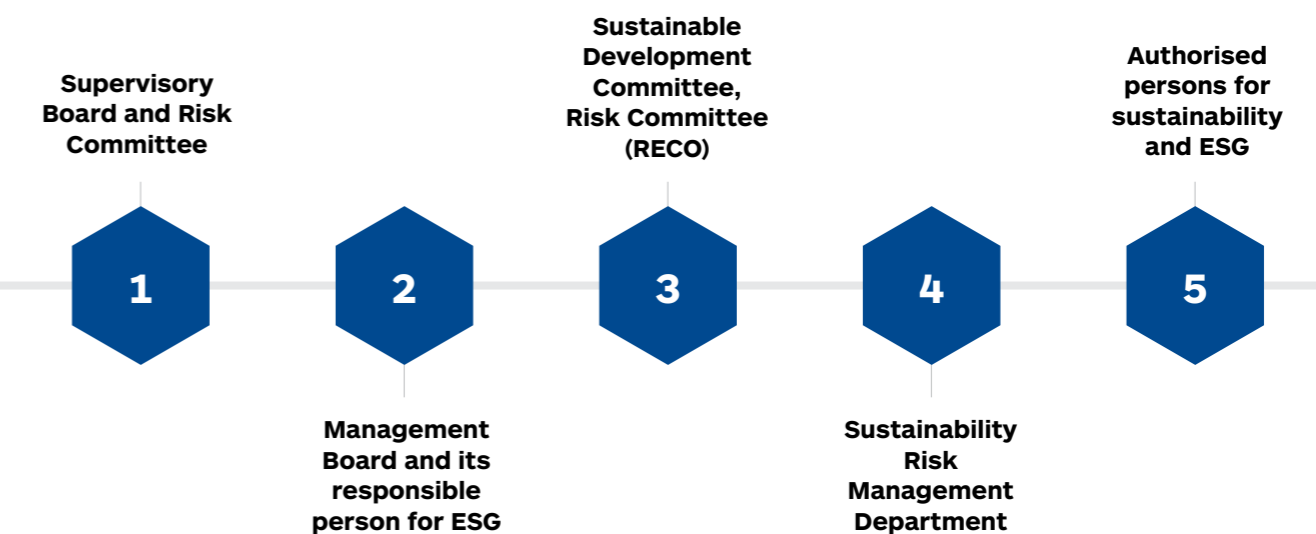 Supervisory
Board and Risk
Committee
1
2
Management
Board and its
responsible
person for ESG
Sustainable
Development
Committee,
Risk Committee
(RECO)
3
4
Sustainability
Risk
Management
Department
Authorised
persons for
sustainability
and ESG
5